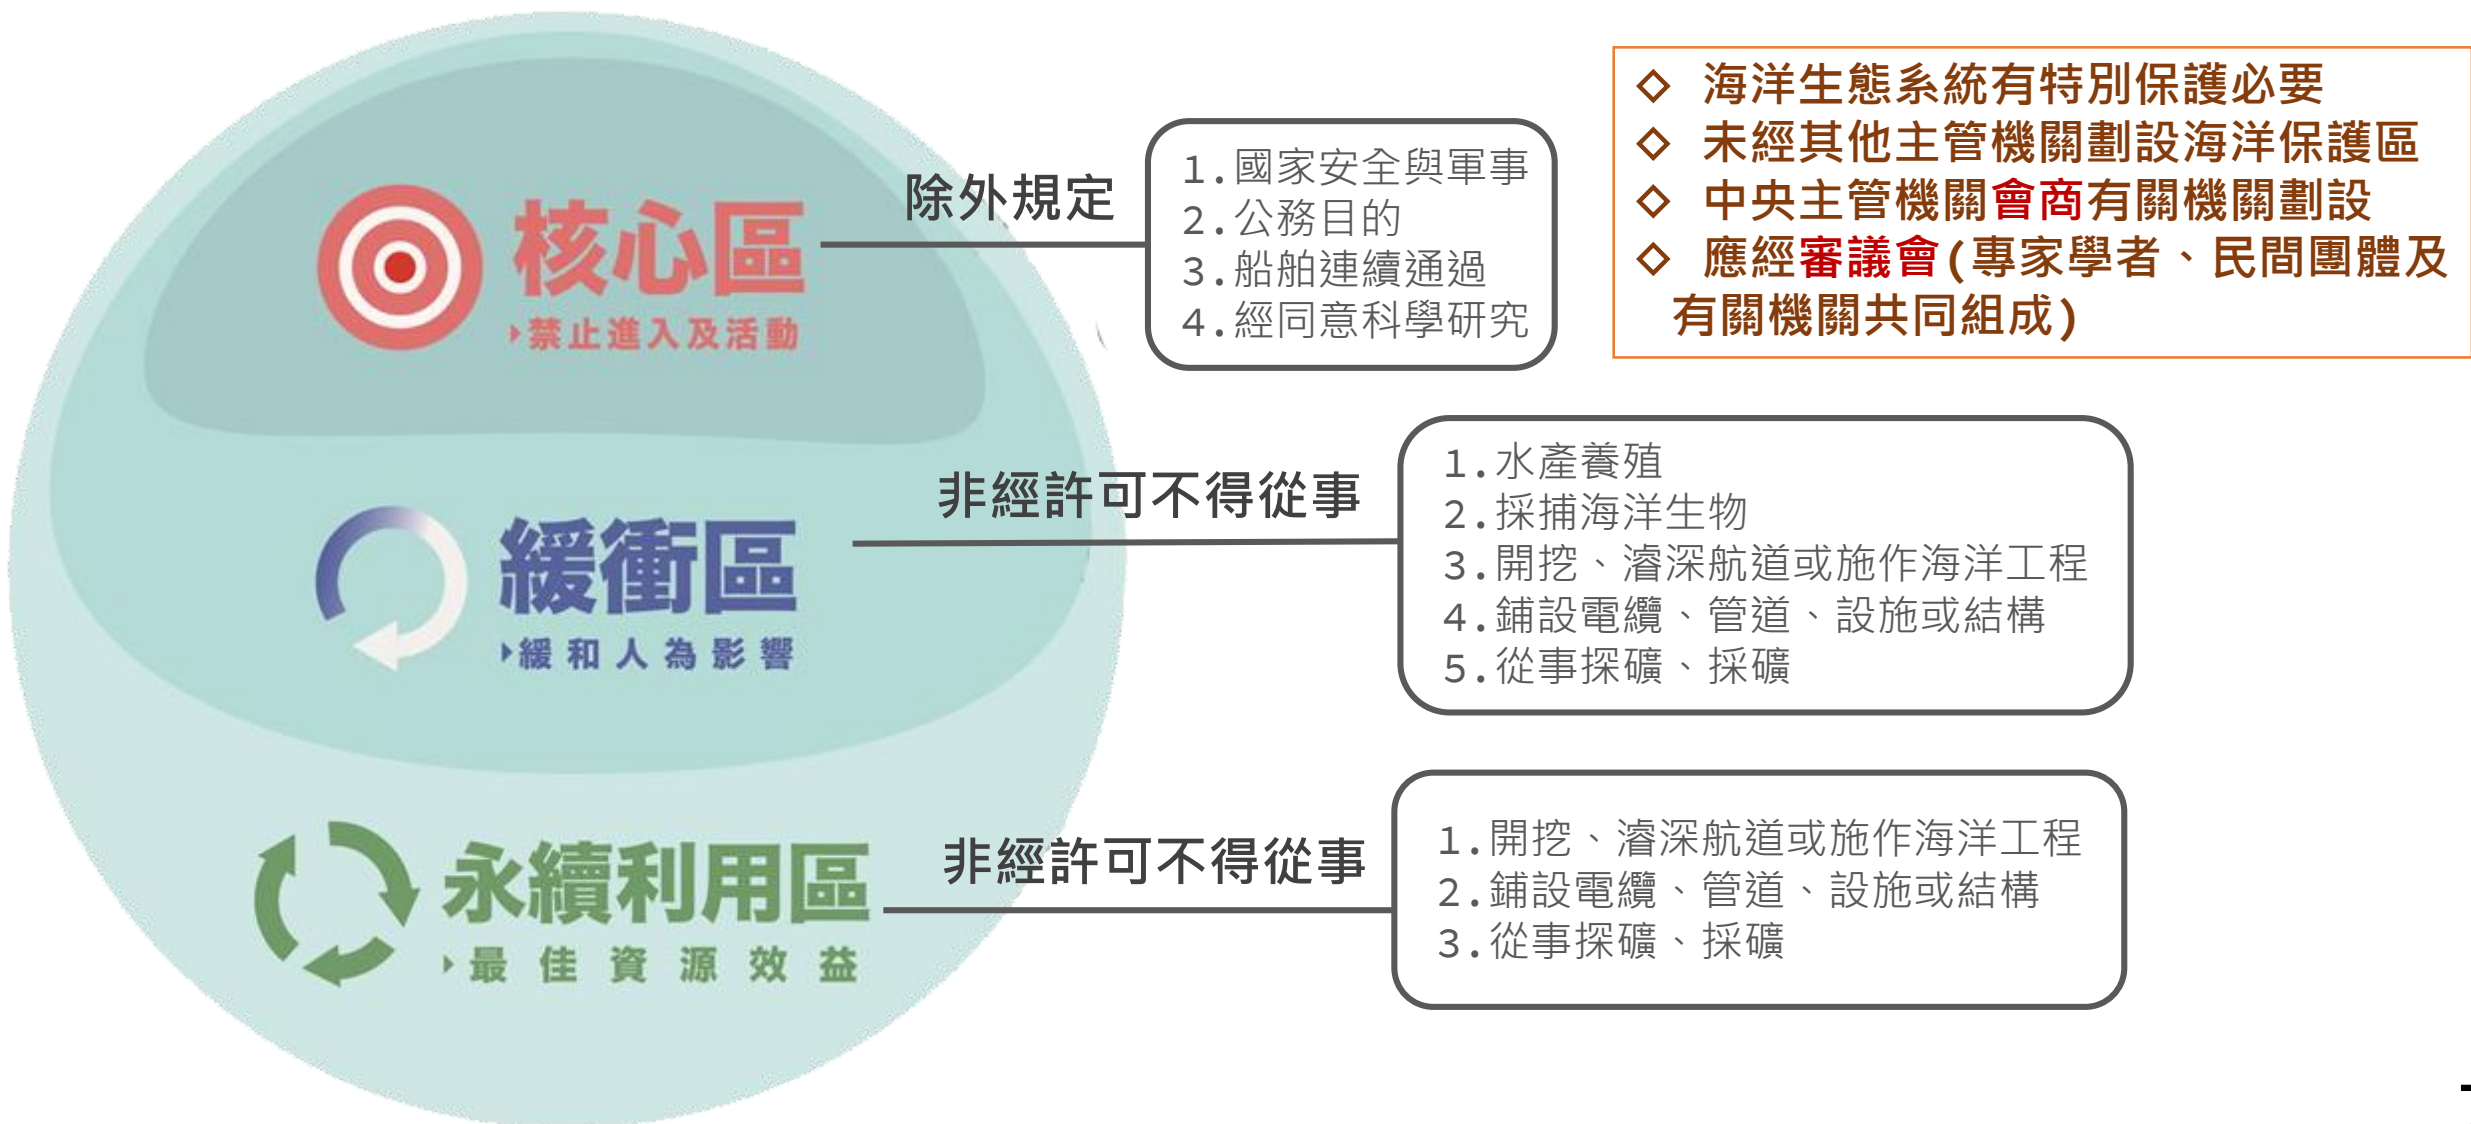 核心區
▸禁止進入及活動
除外規定
1.國家安全與軍事
2.公務目的
3.船舶連續通過
4.經同意科學研究
◇ 海洋生態系統有特別保護必要
◇ 未經其他主管機關劃設海洋保護區
◇ 中央主管機關會商有關機關劃設
◇ 應經審議會(專家學者、民間團體及
有關機關共同組成)
緩衝區
▸緩和人為影響
非經許可不得從事
1.水產養殖
2.採捕海洋生物
3.開挖、濬深航道或施作海洋工程
4.鋪設電纜、管道、設施或結構
5.從事探礦、採礦
永續利用區
▸最佳資源效益
非經許可不得從事
1.開挖、濬深航道或施作海洋工程
2.鋪設電纜、管道、設施或結構
3.從事探礦、採礦